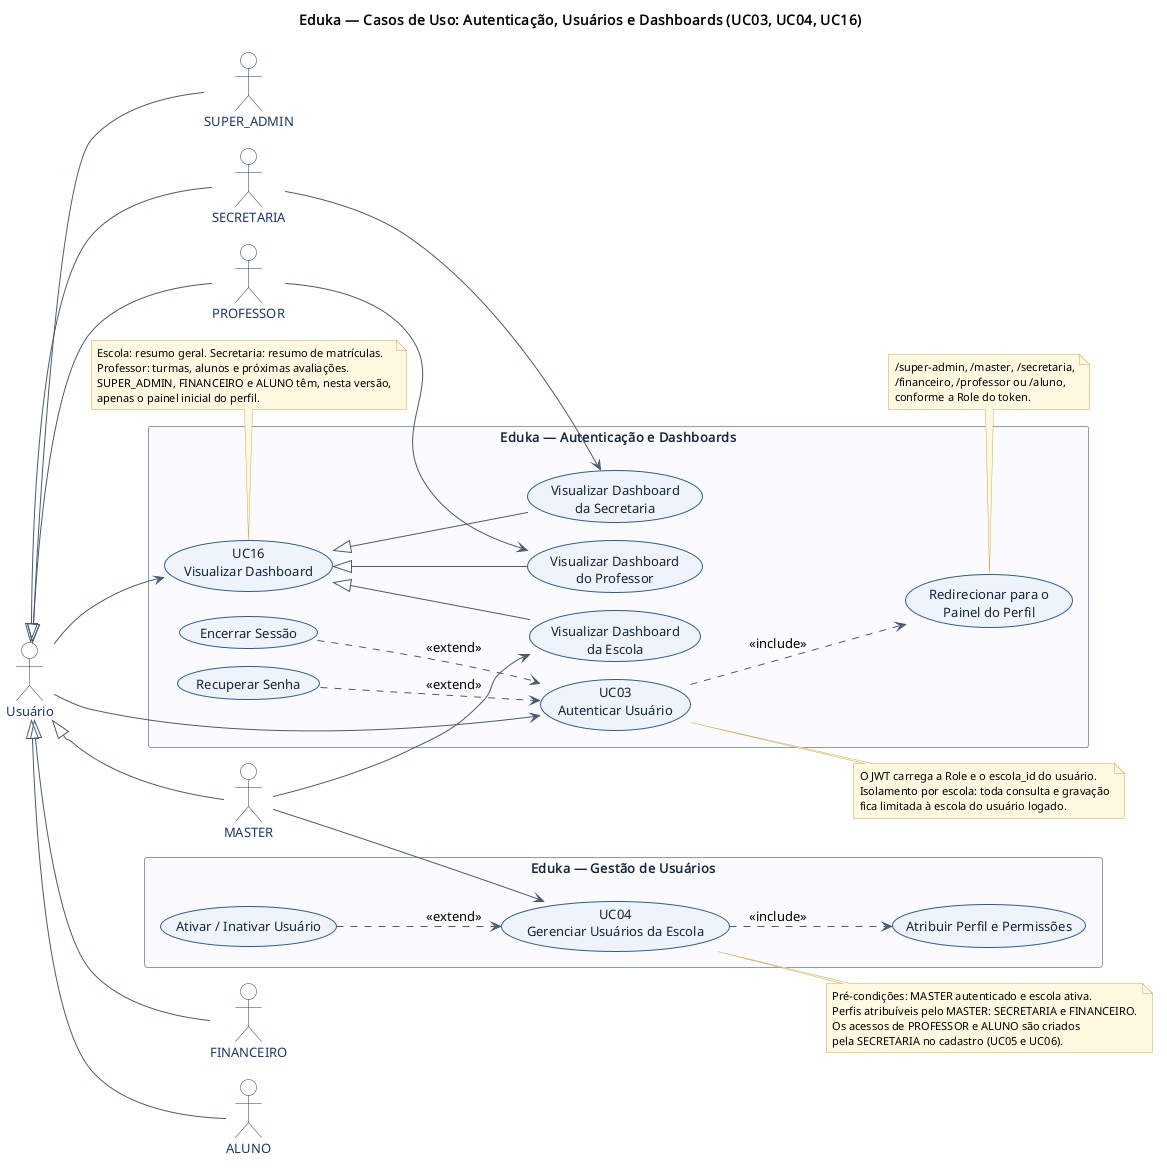 Eduka — Casos de Uso: Autenticação, Usuários e Dashboards (UC03, UC04, UC16)
SUPER_ADMIN
SECRETARIA
PROFESSOR
Escola: resumo geral. Secretaria: resumo de matrículas.
Professor: turmas, alunos e próximas avaliações.
SUPER_ADMIN, FINANCEIRO e ALUNO têm, nesta versão,
apenas o painel inicial do perfil.
/super-admin, /master, /secretaria,
/financeiro, /professor ou /aluno,
conforme a Role do token.
Eduka — Autenticação e Dashboards
Visualizar Dashboard
da Secretaria
UC16
Visualizar Dashboard
Visualizar Dashboard
do Professor
Redirecionar para o
Painel do Perfil
Encerrar Sessão
«extend»
Visualizar Dashboard
da Escola
«include»
Recuperar Senha
«extend»
UC03
Autenticar Usuário
Usuário
O JWT carrega a Role e o escola_id do usuário.
Isolamento por escola: toda consulta e gravação
fica limitada à escola do usuário logado.
MASTER
Eduka — Gestão de Usuários
Ativar / Inativar Usuário
«extend»
UC04
Gerenciar Usuários da Escola
«include»
Atribuir Perfil e Permissões
Pré-condições: MASTER autenticado e escola ativa.
Perfis atribuíveis pelo MASTER: SECRETARIA e FINANCEIRO.
Os acessos de PROFESSOR e ALUNO são criados
pela SECRETARIA no cadastro (UC05 e UC06).
FINANCEIRO
ALUNO